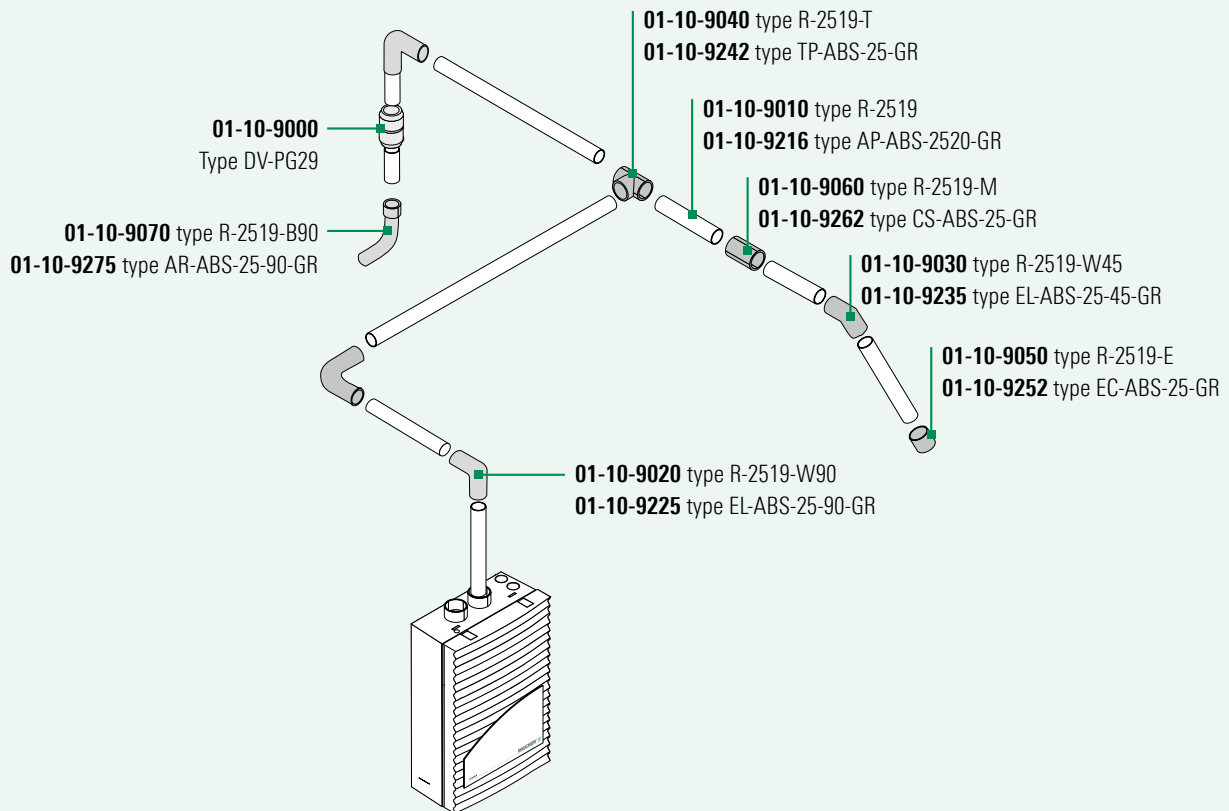 01-10-9040 type R-2519-T
01-10-9242 type TP-ABS-25-GR
01-10-9010 type R-2519
01-10-9216 type AP-ABS-2520-GR
01-10-9000
Type DV-PG29
01-10-9060 type R-2519-M
01-10-9262 type CS-ABS-25-GR
01-10-9070 type R-2519-B90
01-10-9275 type AR-ABS-25-90-GR
01-10-9030 type R-2519-W45
01-10-9235 type EL-ABS-25-45-GR
01-10-9050 type R-2519-E
01-10-9252 type EC-ABS-25-GR
01-10-9020 type R-2519-W90
01-10-9225 type EL-ABS-25-90-GR